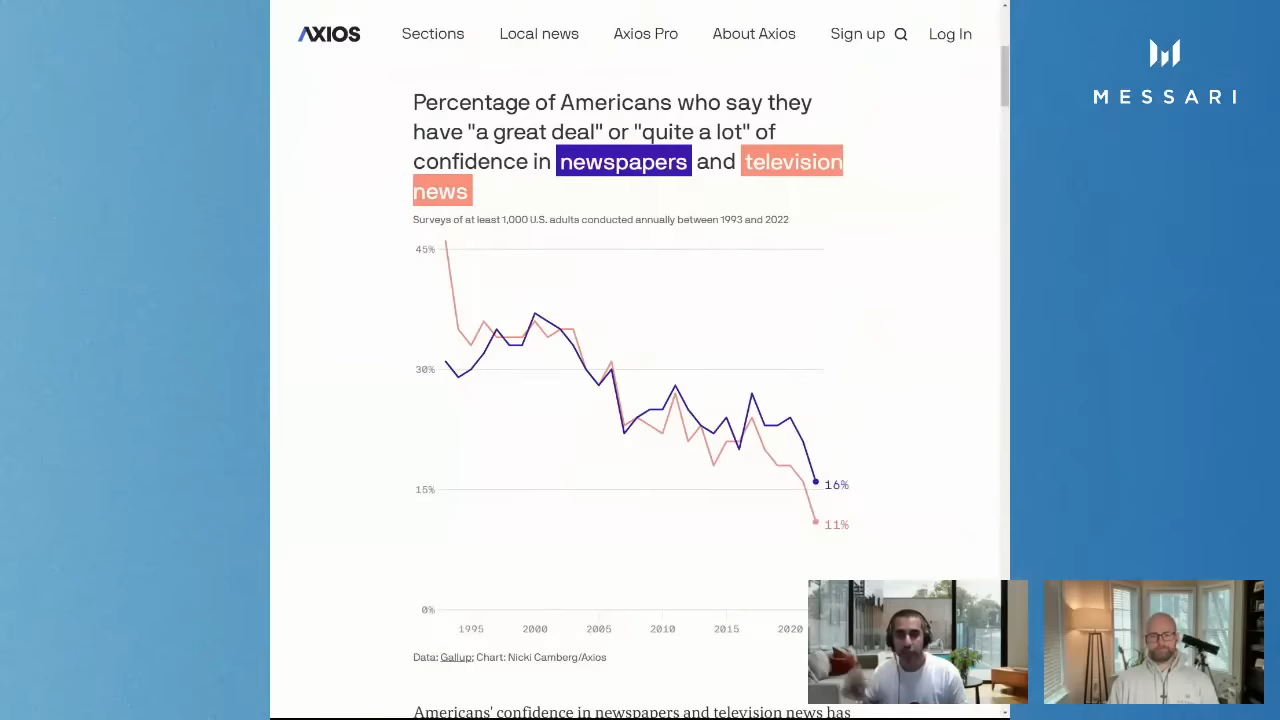 AXIOS
Sections
Local news
Axios Pro
About Axios
Sign up
Log In
MESSARI
Percentage of Americans who say they
have "a great deal" or "quite a lot" of
confidence in newspapers and television
news
Surveys of at least 1,000 U.S. adults conducted annually between 1993 and 2022
45%
30%
15%
0%
16%
11%
1995
2000
2005
2010
2015
2020
Data: Gallup; Chart: Nicki Camberg/Axios
Americans' confidence in newspapers and television news has